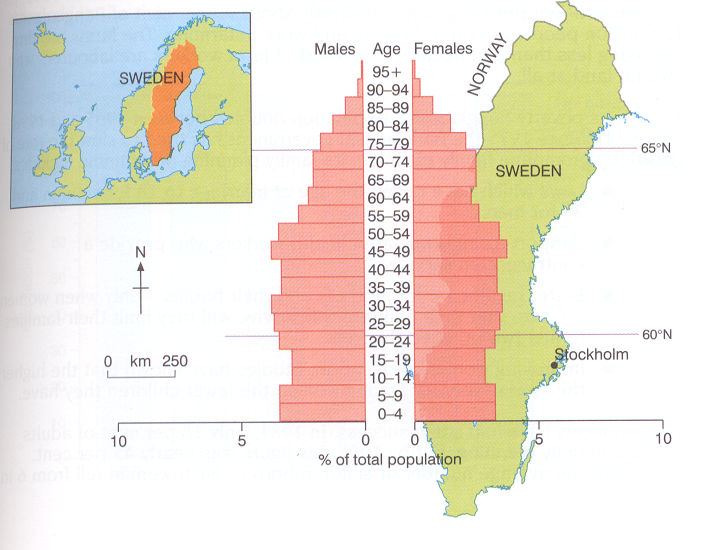 SWEDEN
Males Age Females
NORWAY
95+
90–94
85–89
80–84
75–79
70–74
65–69
60–64
55–59
50–54
45–49
40–44
35–39
30–34
25–29
20–24
15–19
10–14
5–9
0–4
65°N
SWEDEN
N
60°N
Stockholm
0 km 250
10 5 0 0 5 10
% of total population